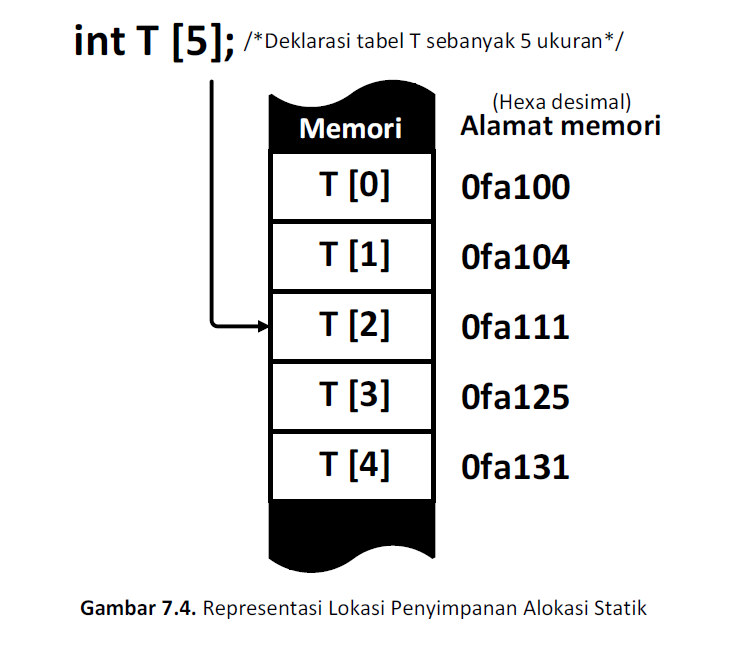 int T [5]; /*Deklarasi tabel T sebanyak 5 ukuran*/
(Hexa desimal)
Memori Alamat memori
T [0] 0fa100
T [1] 0fa104
T [2] 0fa111
T [3] 0fa125
T [4] 0fa131
Gambar 7.4. Representasi Lokasi Penyimpanan Alokasi Statik